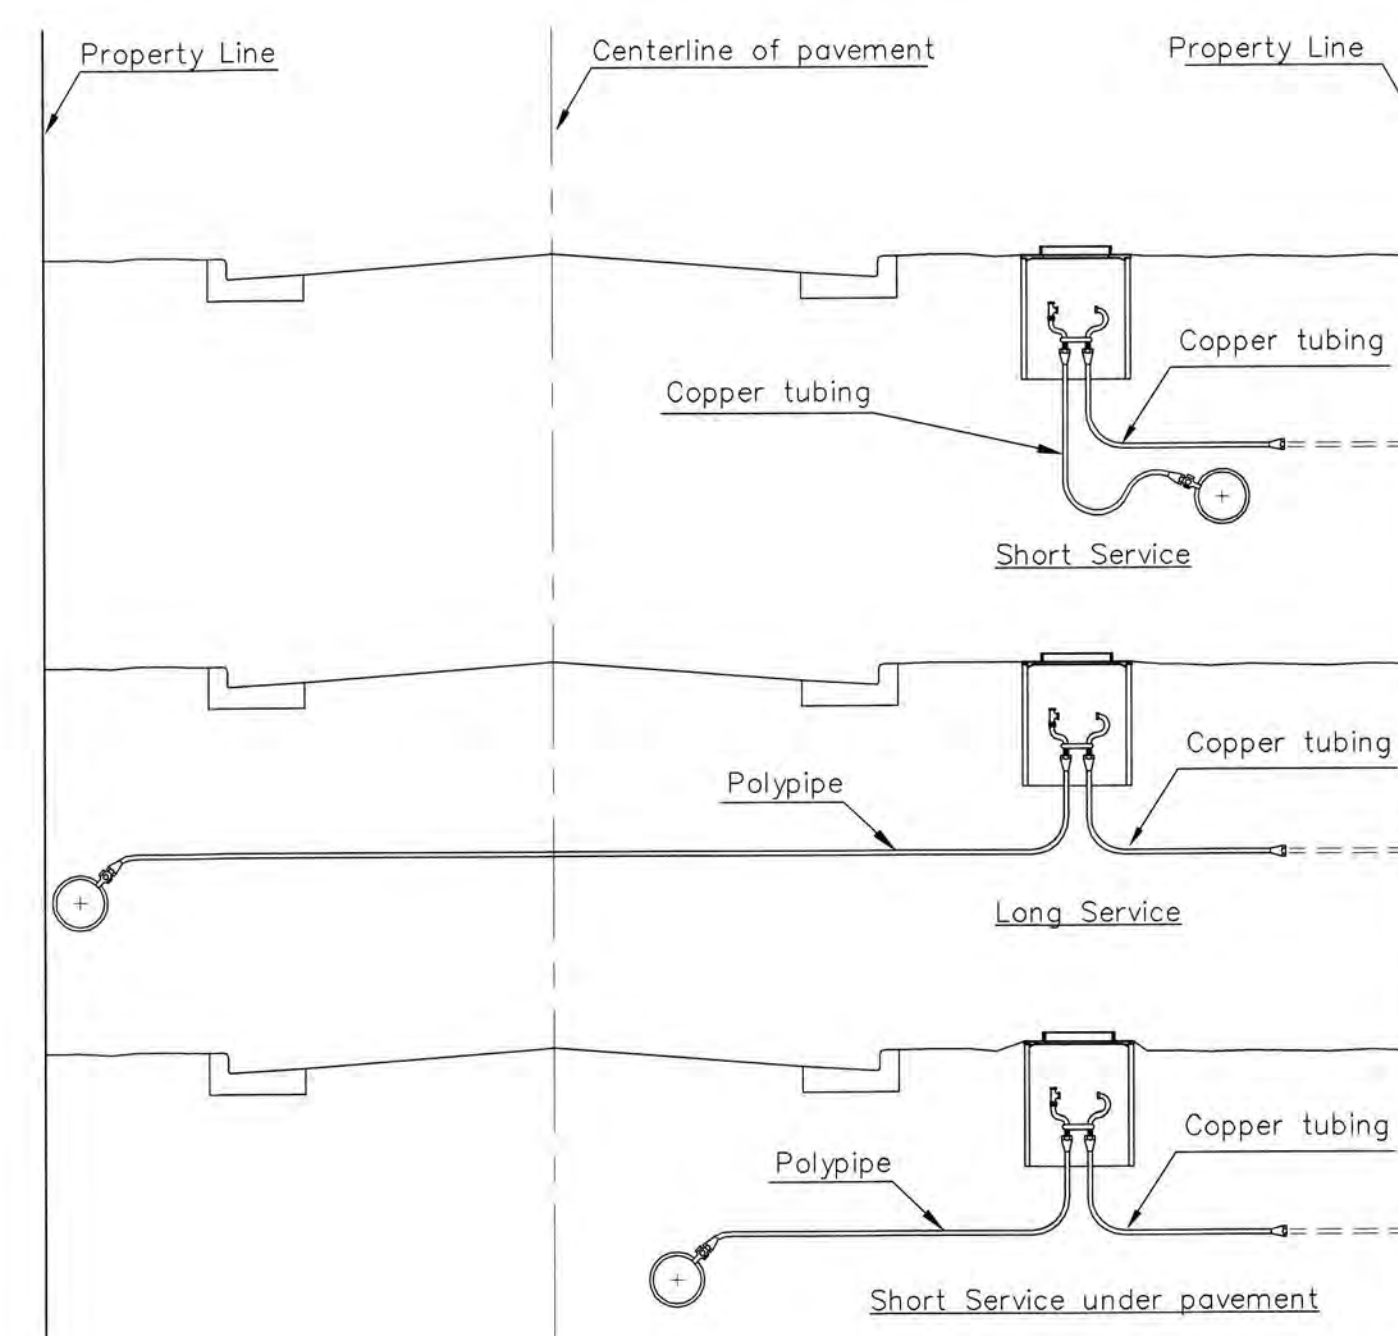 Property Line
Centerline of pavement
Property Line
Copper tubing
Copper tubing
Short Service
Copper tubing
Polypipe
Long Service
Copper tubing
Polypipe
Short Service under pavement